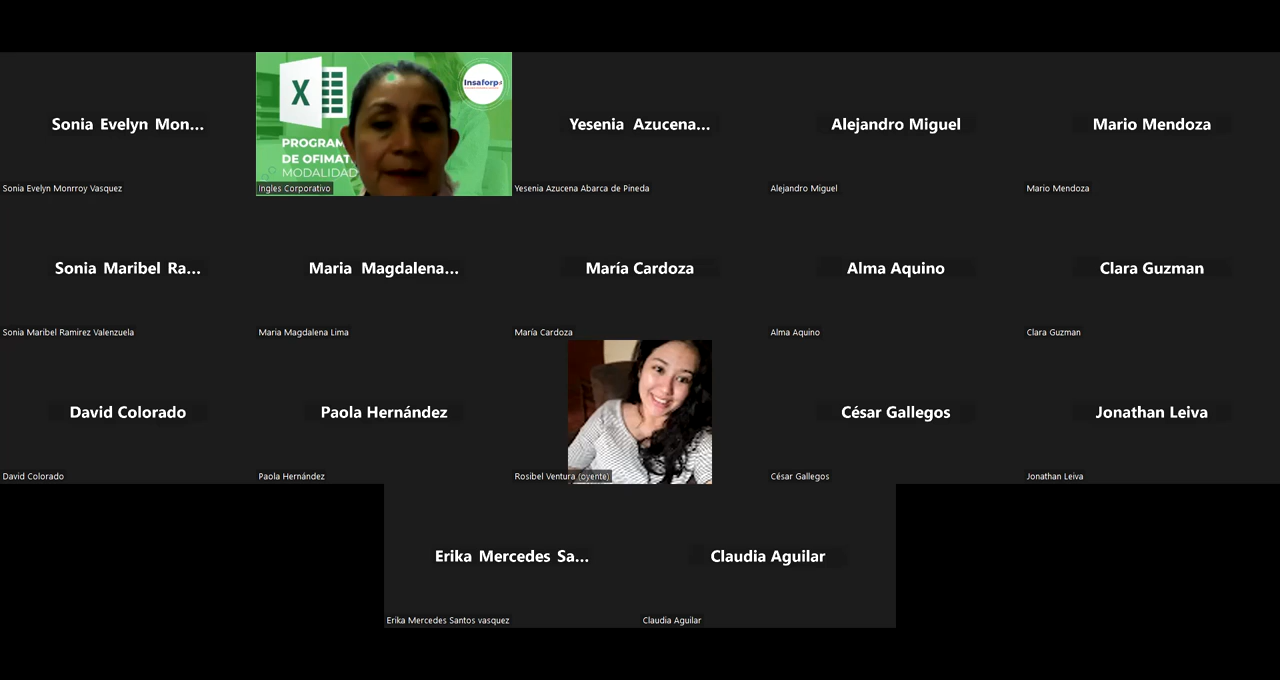 Sonia Evelyn Mon...
Sonia Evelyn Monrroy Vasquez
X
Insaforp
PROGRAM
DE OFIMAT
MODALIDAD
Ingles Corporativo
Yesenia Azucena...
Yesenia Azucena Abarca de Pineda
Alejandro Miguel
Alejandro Miguel
Mario Mendoza
Mario Mendoza
Sonia Maribel Ra...
Sonia Maribel Ramirez Valenzuela
Maria Magdalena...
Maria Magdalena Lima
María Cardoza
María Cardoza
Alma Aquino
Alma Aquino
Clara Guzman
Clara Guzman
David Colorado
David Colorado
Paola Hernández
Paola Hernández
Rosibel Ventura (oyente)
César Gallegos
César Gallegos
Jonathan Leiva
Jonathan Leiva
Erika Mercedes Sa...
Erika Mercedes Santos vasquez
Claudia Aguilar
Claudia Aguilar